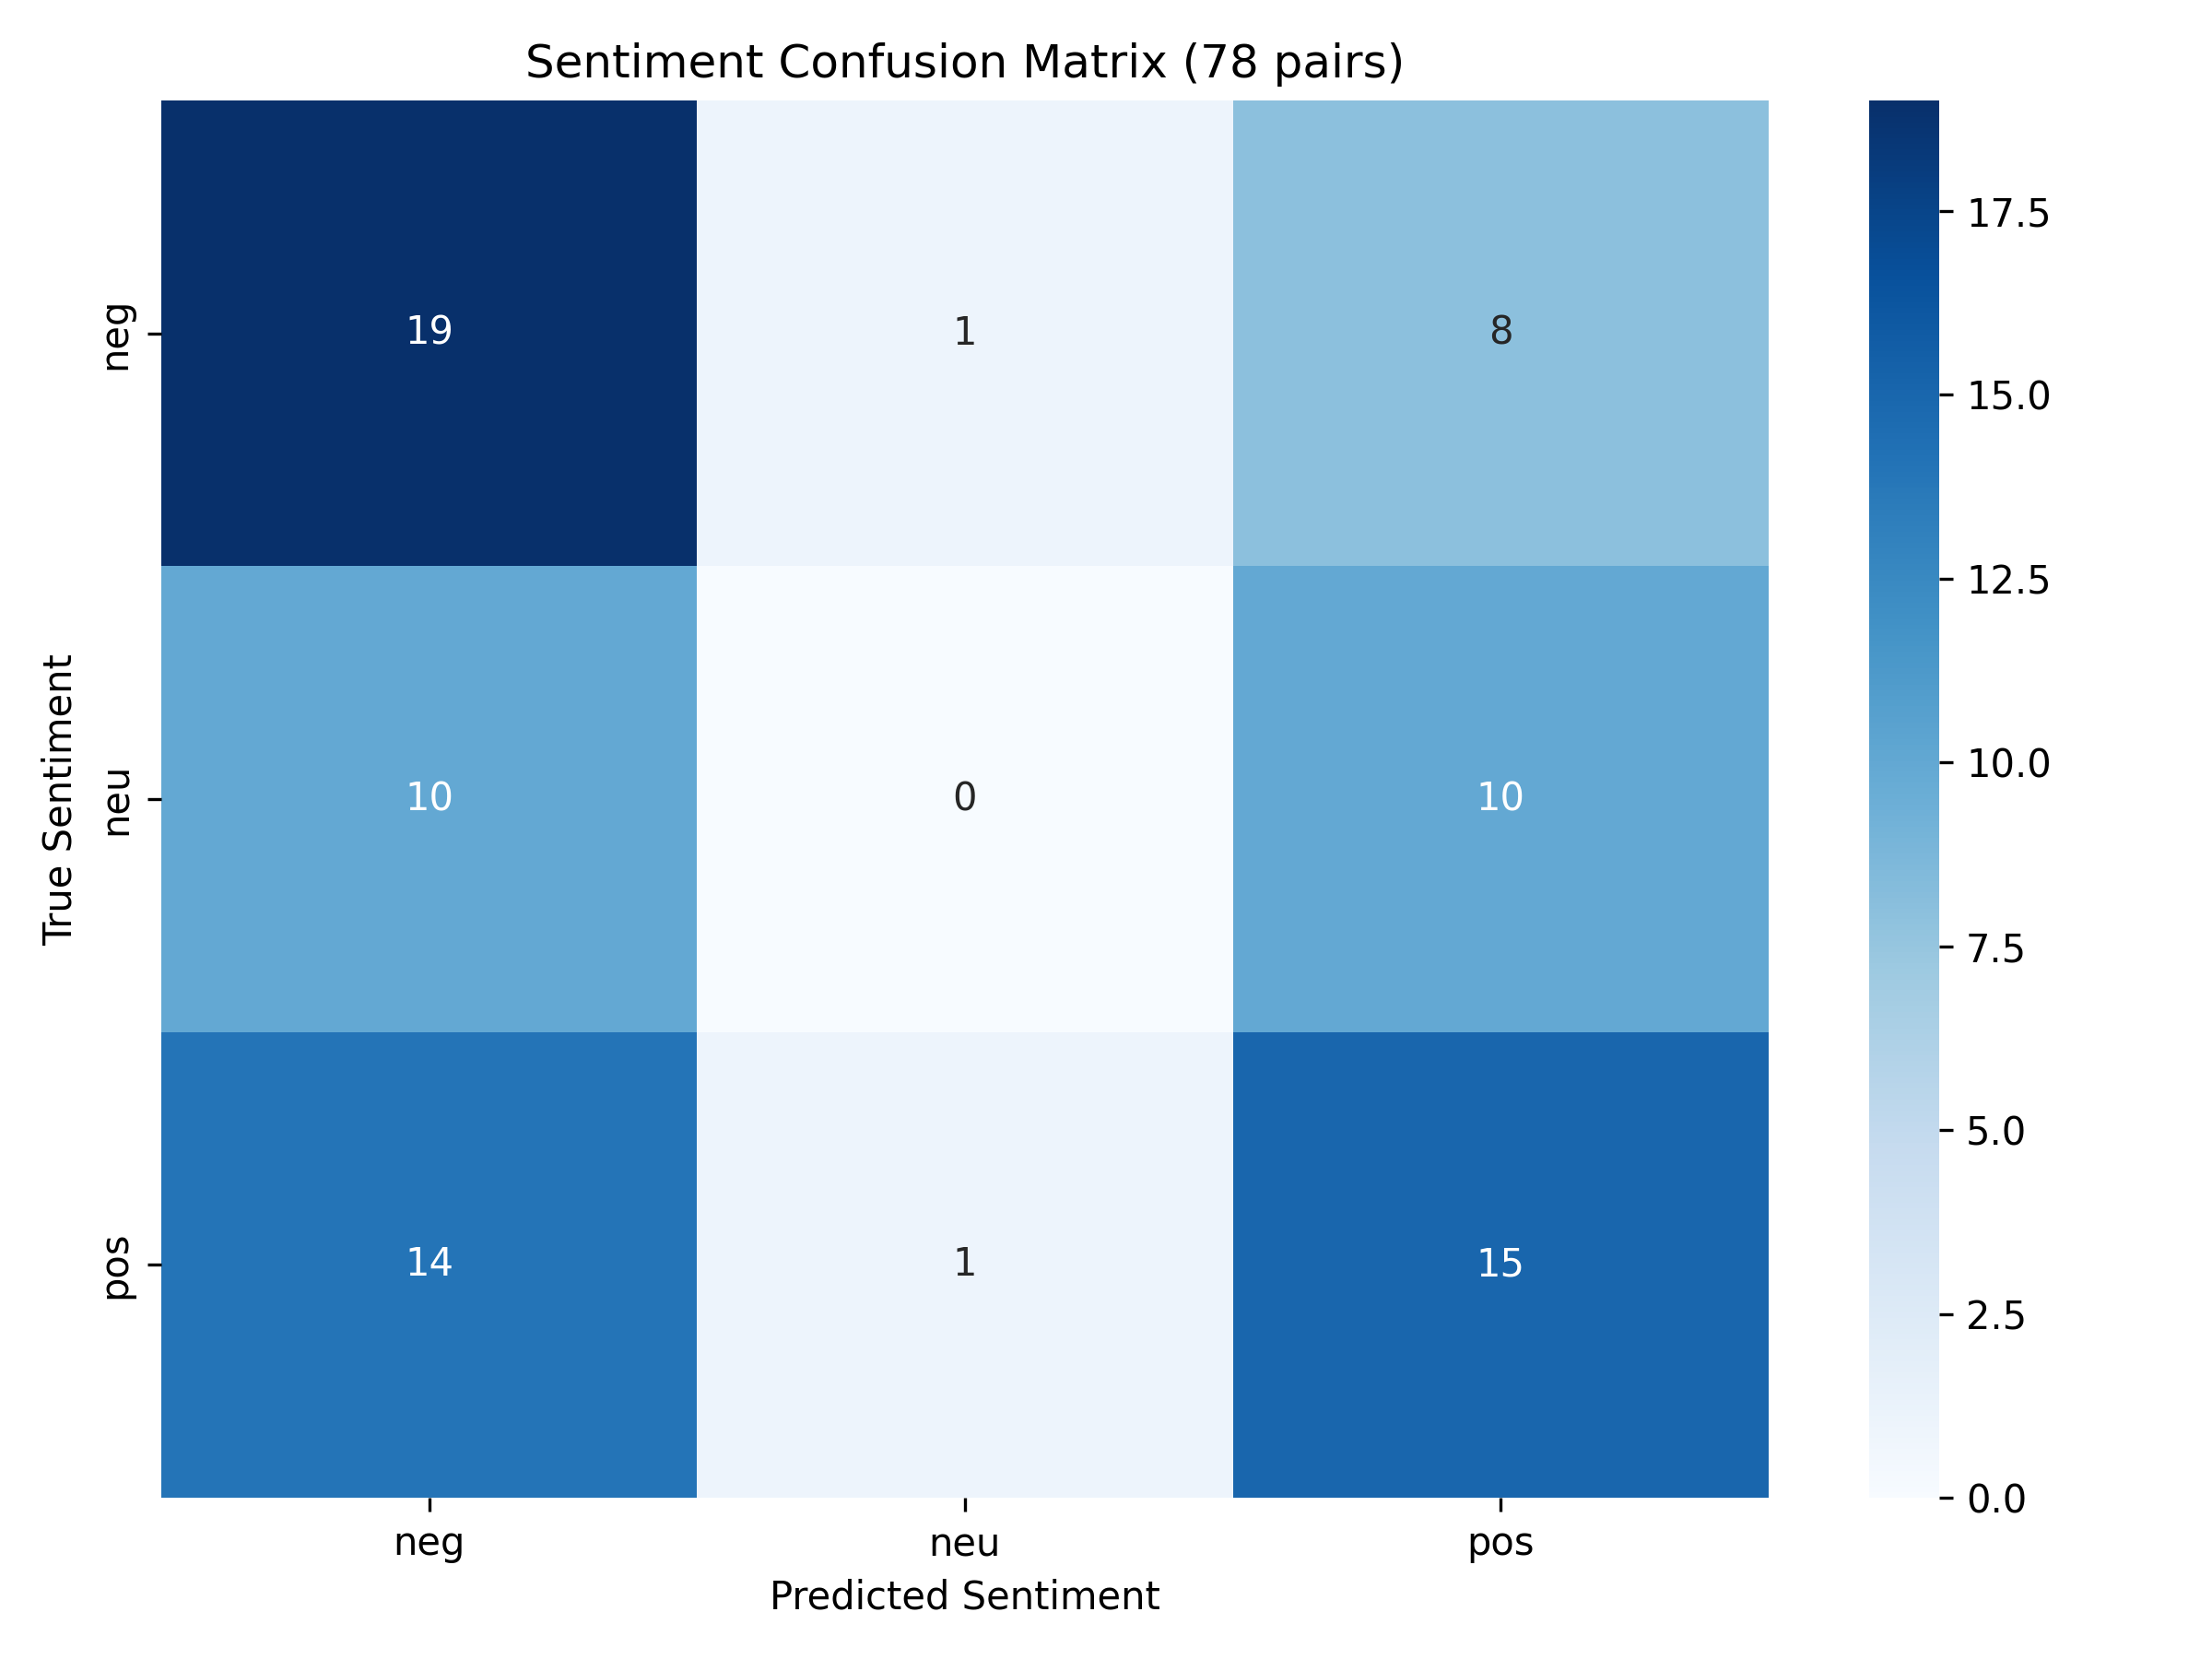 Sentiment Confusion Matrix (78 pairs)
True Sentiment
neg
19
1
8
neu
10
0
10
pos
14
1
15
neg
neu
pos
Predicted Sentiment
17.5
15.0
12.5
10.0
7.5
5.0
2.5
0.0